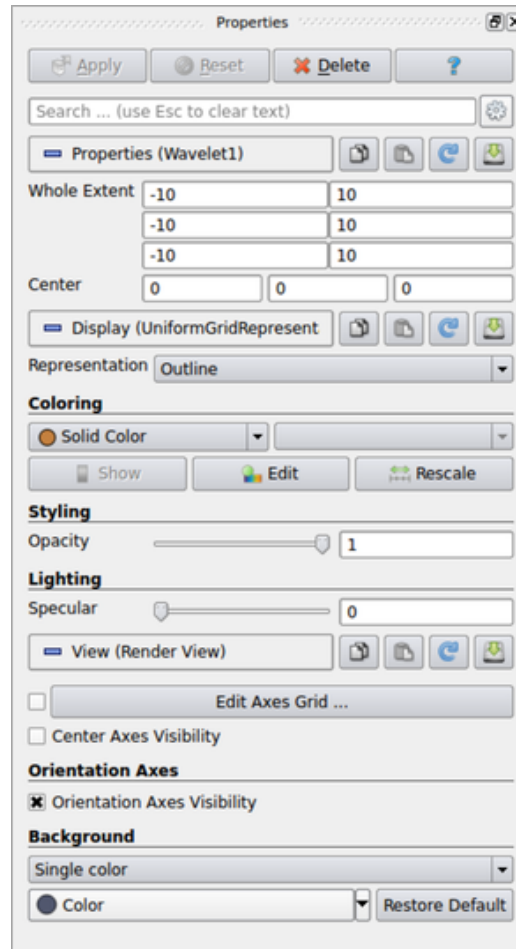 Properties
Apply Reset Delete ?
Search ... (use Esc to clear text)
Properties (Wavelet1)
Whole Extent -10 10
-10 10
-10 10
Center 0 0 0
Display (UniformGridRepresent
Representation Outline
Coloring
Solid Color
Show Edit Rescale
Styling
Opacity 1
Lighting
Specular 0
View (Render View)
Edit Axes Grid ...
Center Axes Visibility
Orientation Axes
Orientation Axes Visibility
Background
Single color
Color Restore Default